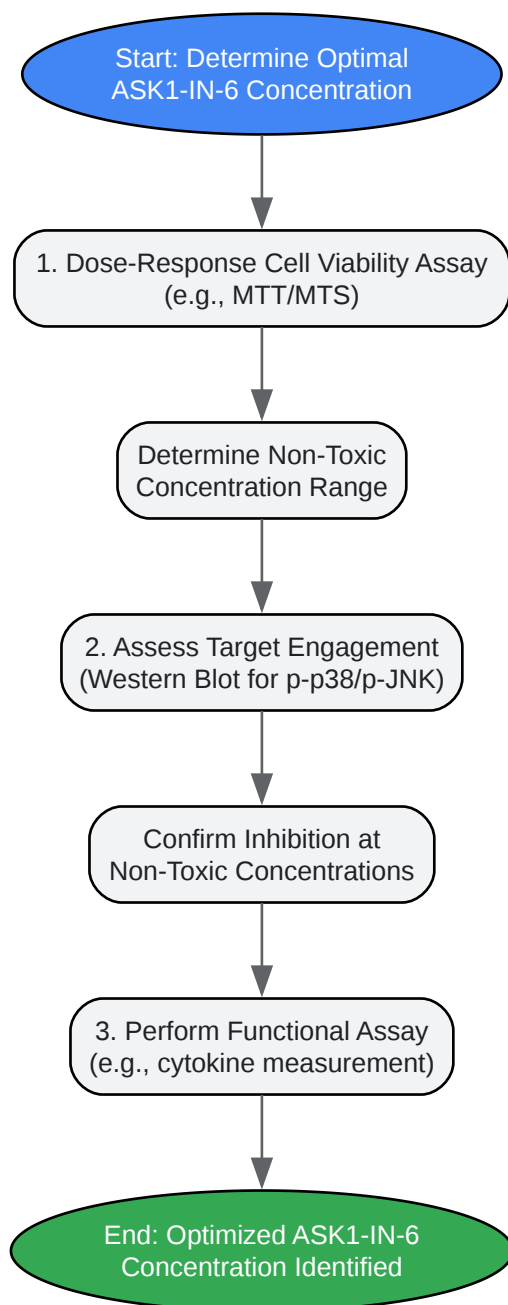 Start: Determine Optimal
ASK1-IN-6 Concentration
1. Dose-Response Cell Viability Assay
(e.g., MTT/MTS)
Determine Non-Toxic
Concentration Range
2. Assess Target Engagement
(Western Blot for p-p38/p-JNK)
Confirm Inhibition at
Non-Toxic Concentrations
3. Perform Functional Assay
(e.g., cytokine measurement)
End: Optimized ASK1-IN-6
Concentration Identified